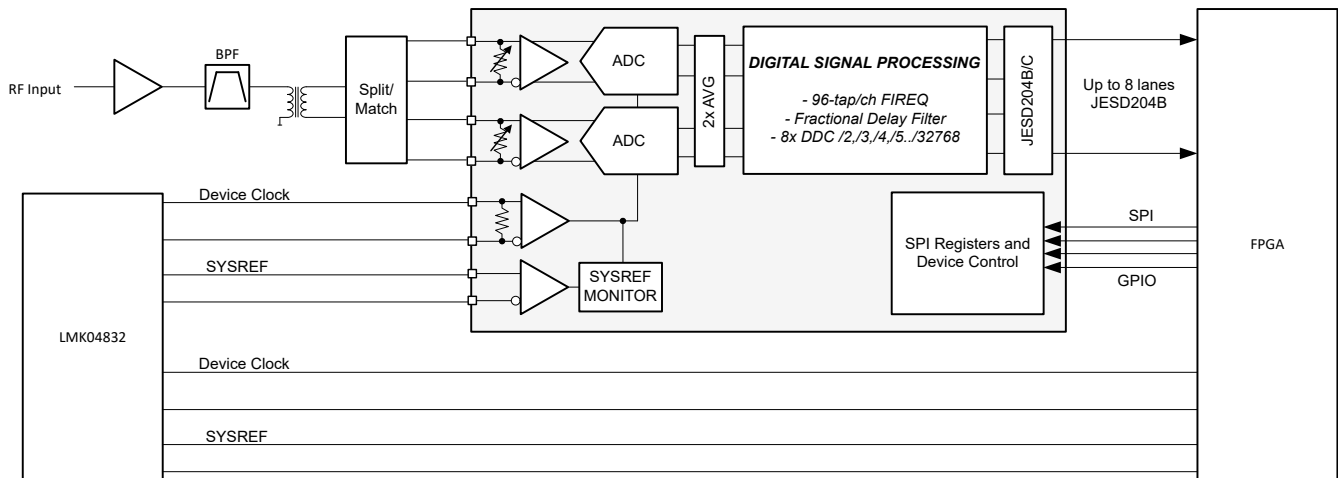 RF Input
BPF
Split/
Match
ADC
ADC
2x AVG
DIGITAL SIGNAL PROCESSING
- 96-tap/ch FIREQ
- Fractional Delay Filter
- 8x DDC /2,/3,/4,/5../32768
JESD204B/C
Up to 8 lanes
JESD204B
Device Clock
SYSREF
SYSREF
MONITOR
SPI Registers and
Device Control
SPI
GPIO
FPGA
LMK04832
Device Clock
SYSREF